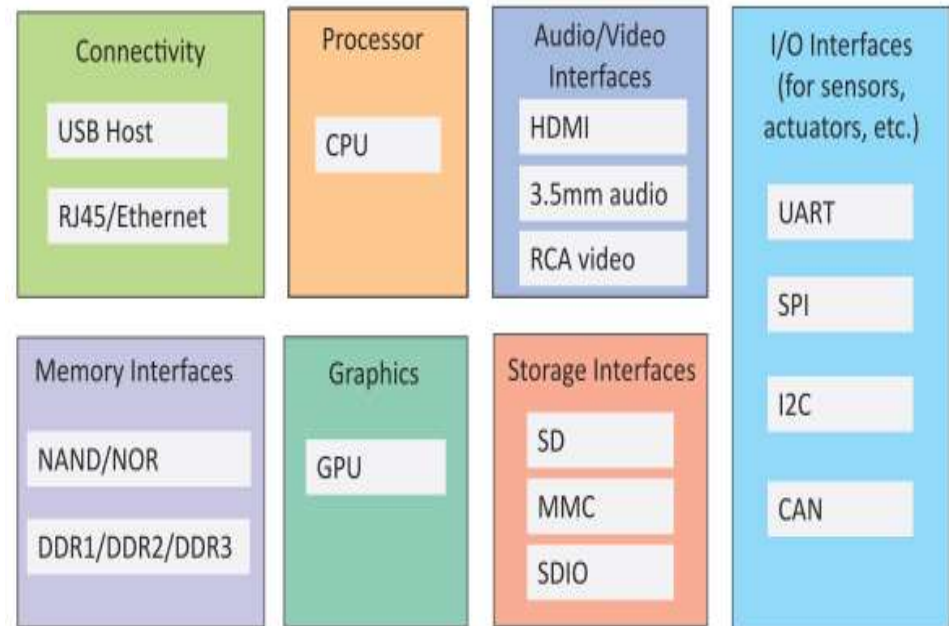 Connectivity
USB Host
RJ45/Ethernet
Processor
CPU
Audio/Video
Interfaces
HDMI
3.5mm audio
RCA video
I/O Interfaces
(for sensors,
actuators, etc.)
UART
SPI
I2C
CAN
Memory Interfaces
NAND/NOR
DDR1/DDR2/DDR3
Graphics
GPU
Storage Interfaces
SD
MMC
SDIO